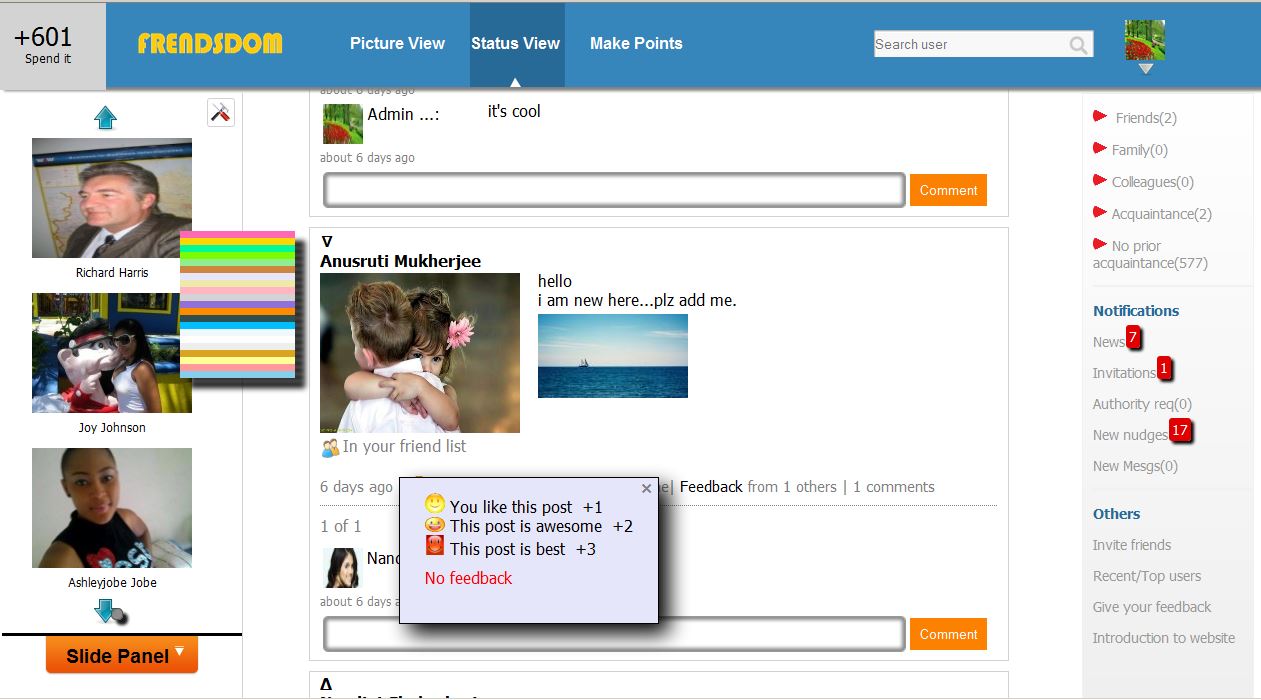 +601
Spend it
FRENDSDOM
Picture View
Status View
Make Points
Search user
Richard Harris
Joy Johnson
Ashleyjobe Jobe
Slide Panel
about 6 days ago
Admin ...:
it's cool
about 6 days ago
Comment
Anusruti Mukherjee
hello
i am new here...plz add me.
In your friend list
6 days ago
| Feedback from 1 others | 1 comments
You like this post +1
This post is awesome +2
This post is best +3
No feedback
1 of 1
about 6 days
Comment
Friends(2)
Family(0)
Colleagues(0)
Acquaintance(2)
No prior
acquaintance(577)
Notifications
News 7
Invitations 1
Authority req(0)
New nudges 17
New Mesgs(0)
Others
Invite friends
Recent/Top users
Give your feedback
Introduction to website